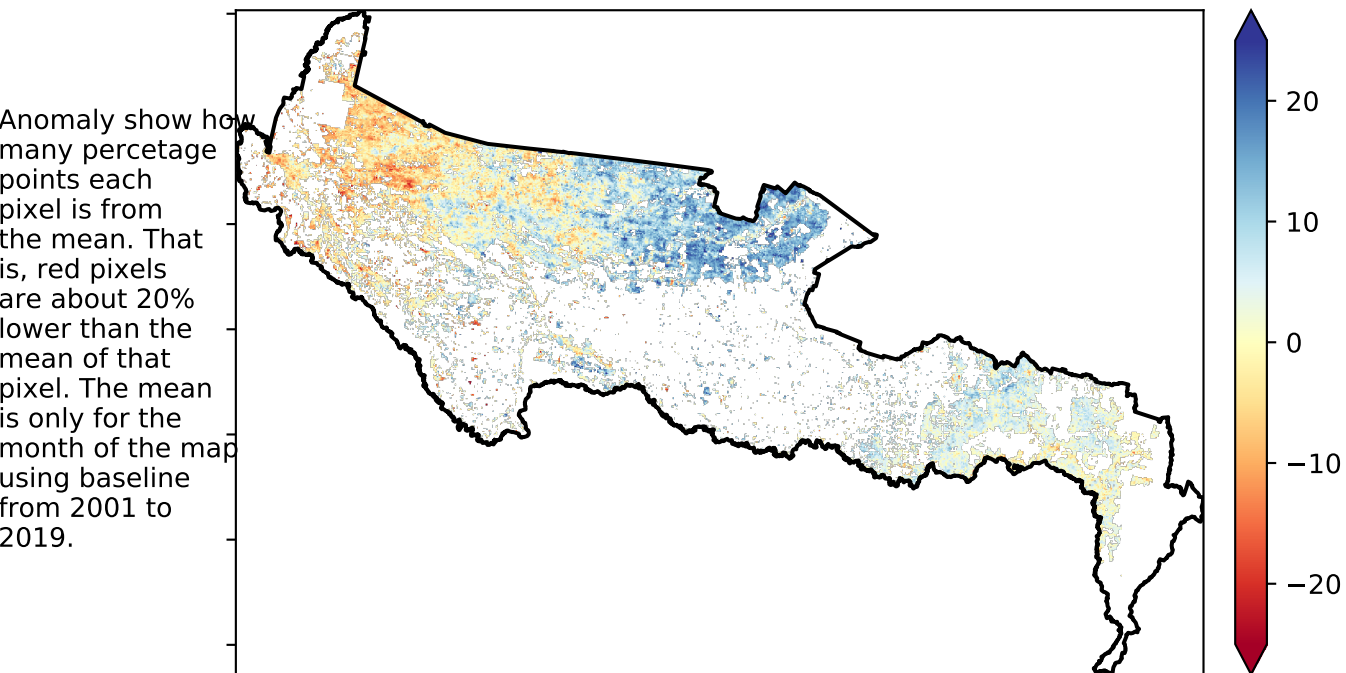 Anomaly show how
many percetage
points each
pixel is from
the mean. That
is, red pixels
are about 20%
lower than the
mean of that
pixel. The mean
is only for the
month of the map
using baseline
from 2001 to
2019.
20
10
0
−10
−20